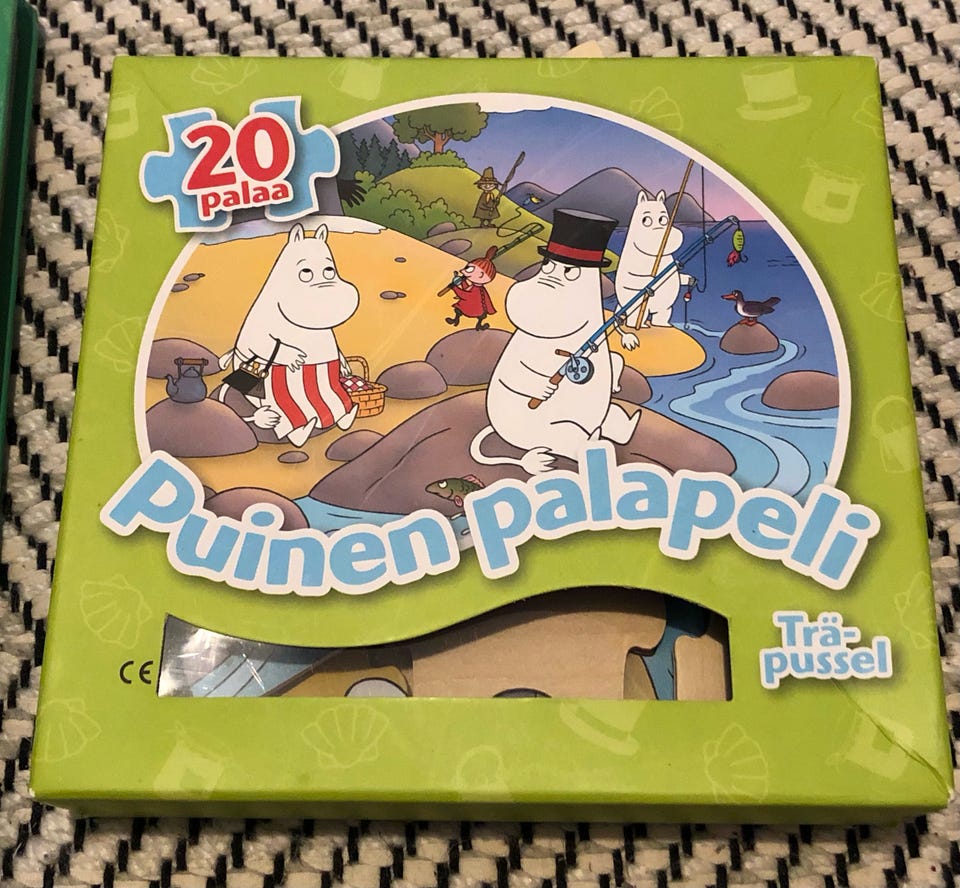 20
palaa
Puinen palapeli
CE
Trä-
pussel